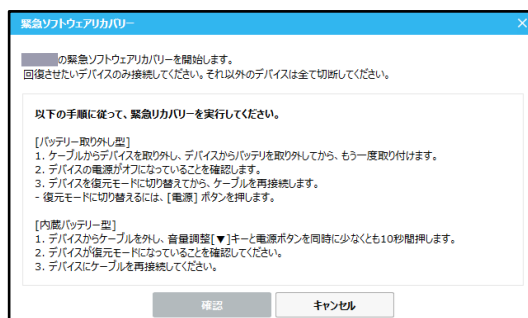 緊急ソフトウェアリカバリー
の緊急ソフトウェアリカバリーを開始します。
回復させたいデバイスのみ接続してください。それ以外のデバイスは全て切断してください。
以下の手順に従って、緊急リカバリーを実行してください。
[バッテリー取り外し型]
1. ケーブルからデバイスを取り外し、デバイスからバッテリを取り外してから、もう一度取り付けます。
2. デバイスの電源がオフになっていることを確認します。
3. デバイスを復元モードに切り替えてから、ケーブルを再接続します。
- 復元モードに切り替えるには、[電源] ボタンを押します。
[内蔵バッテリー型]
1. デバイスからケーブルを外し、音量調整[▼]キーと電源ボタンを同時に少なくとも10秒間押します。
2. デバイスが復元モードになっていることを確認してください。
3. デバイスにケーブルを再接続してください。
確認
キャンセル